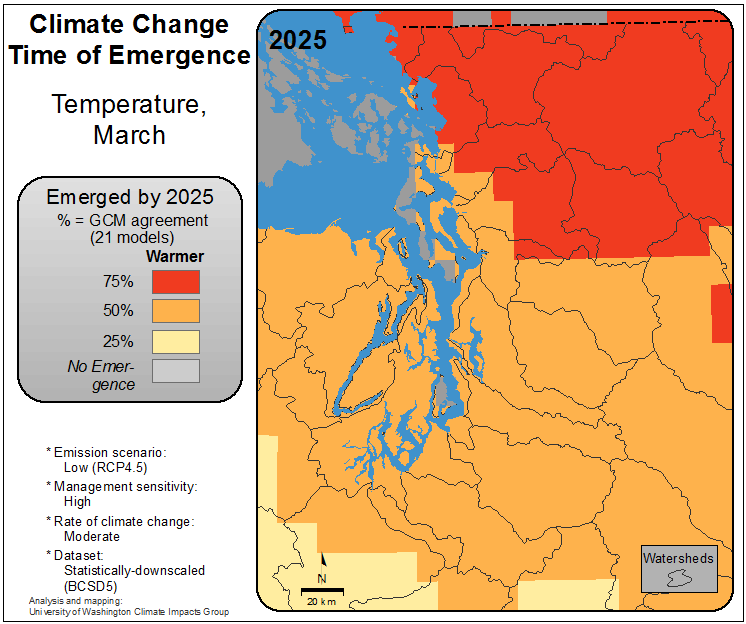 Climate Change
Time of Emergence
Temperature,
March
Emerged by 2025
% = GCM agreement
(21 models)
Warmer
75%
50%
25%
No Emer-
gence
* Emission scenario:
Low (RCP4.5)
* Management sensitivity:
High
* Rate of climate change:
Moderate
* Dataset:
Statistically-downscaled
(BCSD5)
Analysis and mapping:
University of Washington Climate Impacts Group
2025
N
20 km
Watersheds